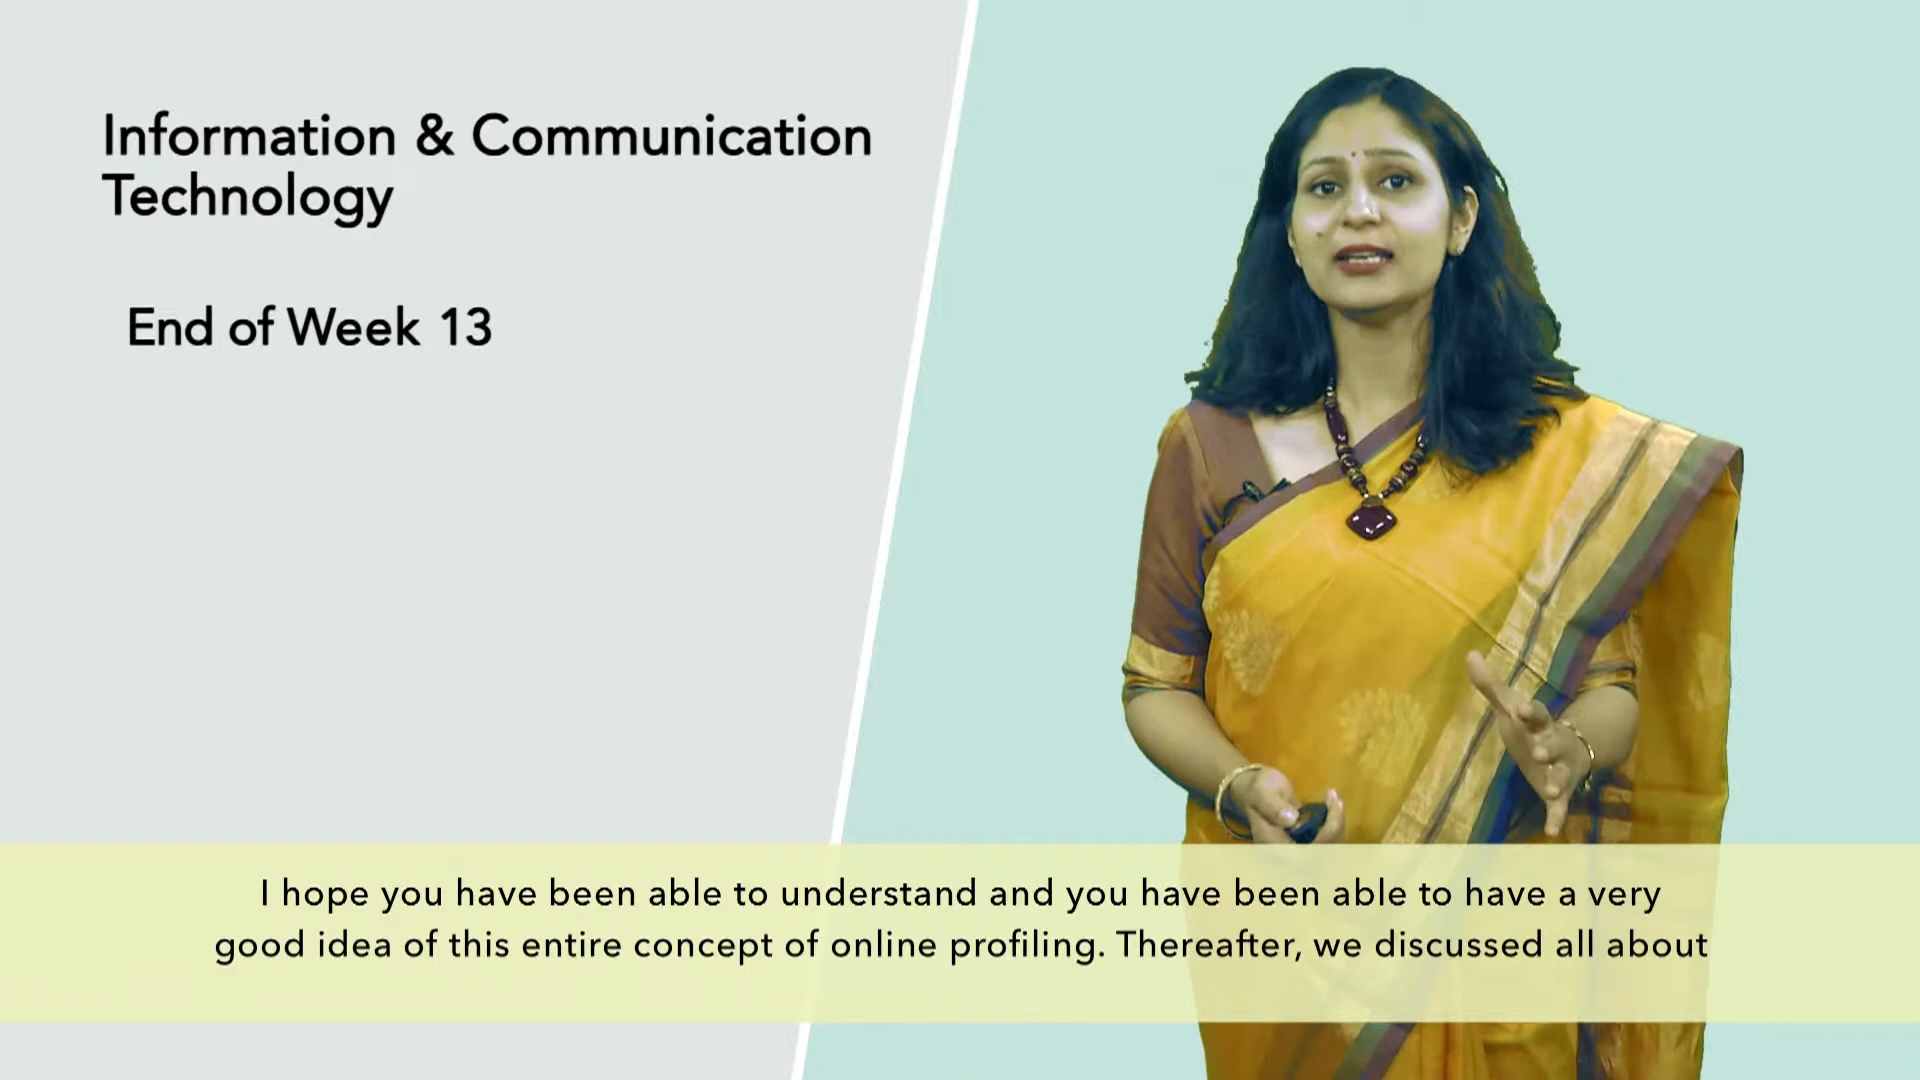 Information & Communication
Technology
End of Week 13
I hope you have been able to understand and you have been able to have a very
good idea of this entire concept of online profiling. Thereafter, we discussed all about